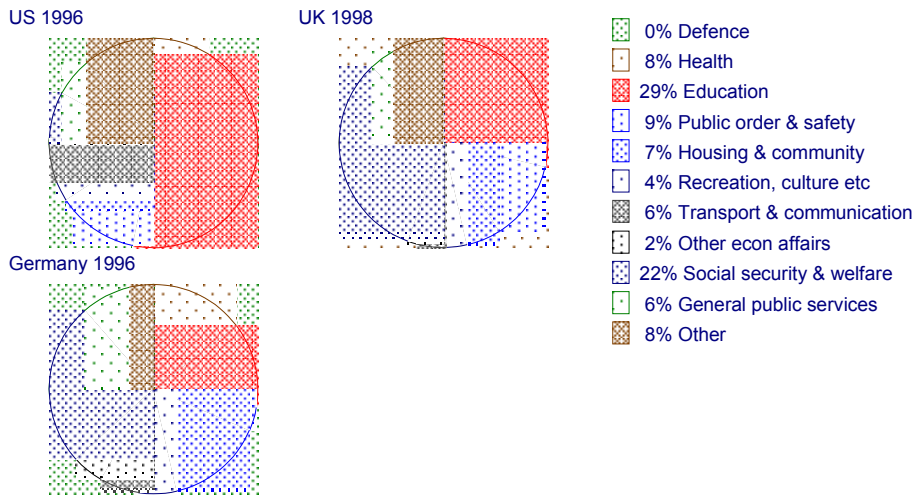 US 1996
UK 1998
0% Defence
8% Health
29% Education
9% Public order & safety
7% Housing & community
4% Recreation, culture etc
6% Transport & communication
2% Other econ affairs
22% Social security & welfare
6% General public services
8% Other
Germany 1996